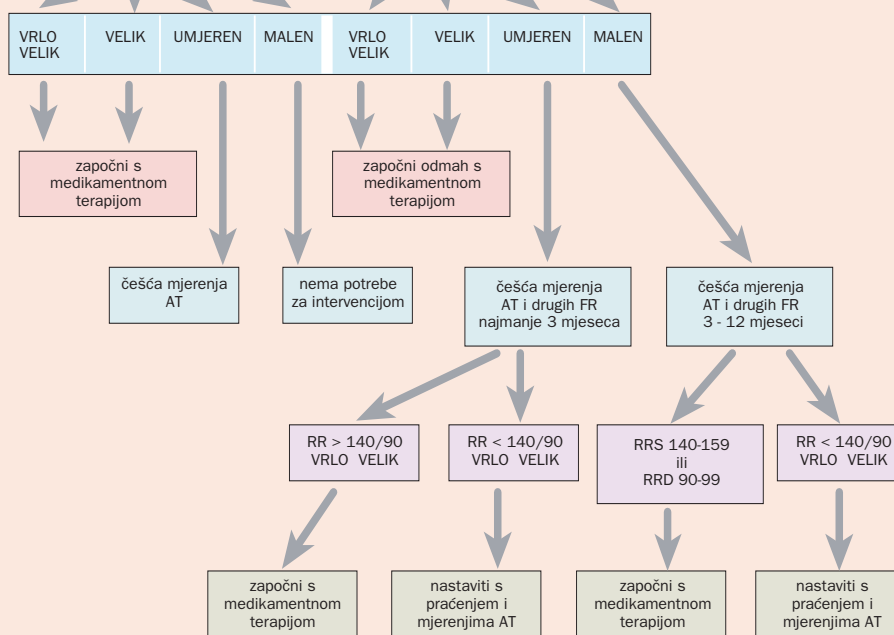 VRLO
VELIK
VELIK
UMJEREN
MALEN
VRLO
VELIK
VELIK
UMJEREN
MALEN
započni s
medikamentnom
terapijom
započni odmah s
medikamentnom
terapijom
češća mjerenja
AT
nema potrebe
za intervencijom
češća mjerenja
AT i drugih FR
najmanje 3 mjeseca
češća mjerenja
AT i drugih FR
3 - 12 mjeseci
RR > 140/90
VRLO VELIK
RR < 140/90
VRLO VELIK
RRS 140-159
ili
RRD 90-99
RR < 140/90
VRLO VELIK
započni s
medikamentnom
terapijom
nastaviti s
praćenjem i
mjerenjima AT
započni s
medikamentnom
terapijom
nastaviti s
praćenjem i
mjerenjima AT